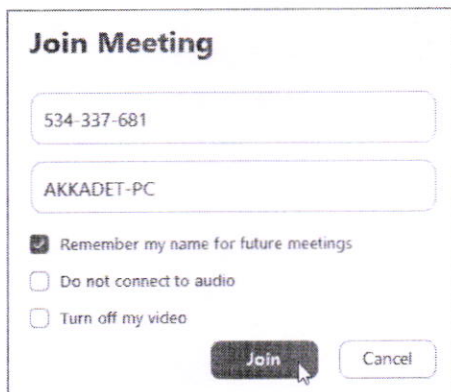 Join Meeting
534-337-681
AKKADET-PC
Remember my name for future meetings
Do not connect to audio
Turn off my video
Join Cancel